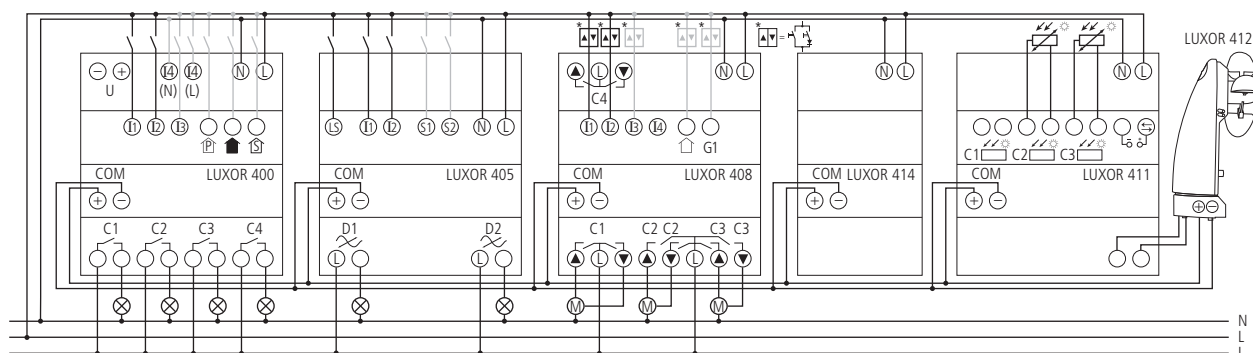 * * * * * * =
LUXOR 412
− + I4 I4 N L
U (N) (L)
I1 I2 I3
P S
COM LUXOR 400
+ −
C1 C2 C3 C4
LS I1 I2 S1 S2 N L
COM LUXOR 405
+ −
D1 D2
L L
▲ L ▼ N L
C4
I1 I2 I3 I4
G1
COM LUXOR 408
+ −
C1 C2 C2 C3 C3
▲ L ▼ ▲ ▼ L ▲ ▼
M M M
N L
COM LUXOR 414
+ −
N L
C1 C2 C3
COM LUXOR 411
+ −
+ −
N
L
L